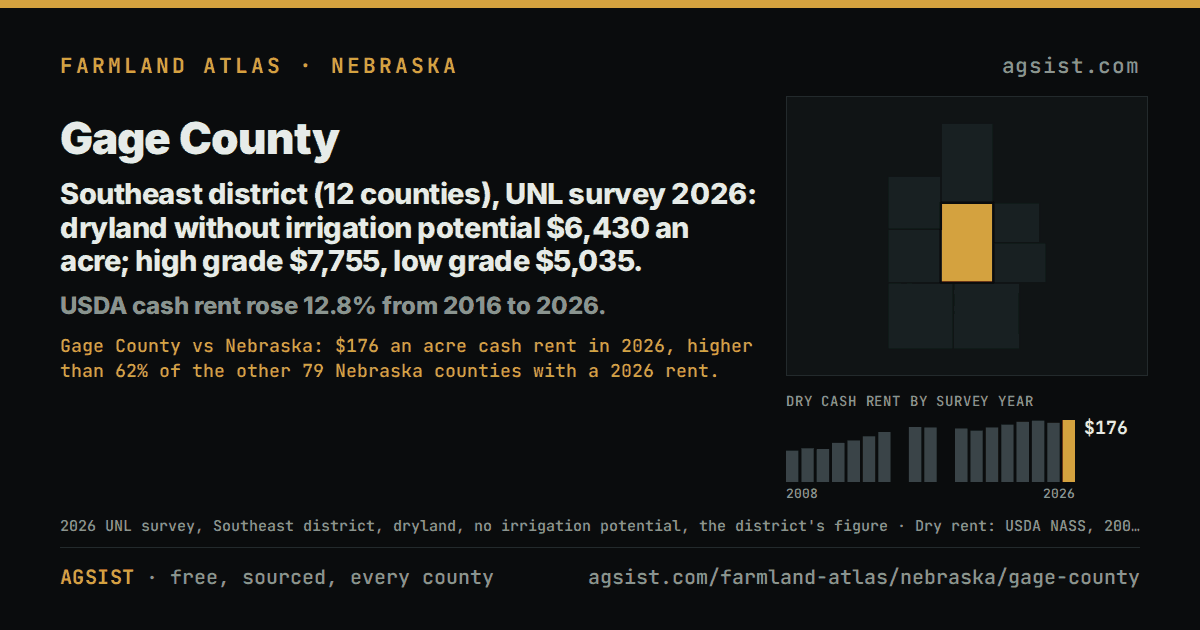 FARMLAND ATLAS · NEBRASKA
agsist.com
Gage County
Southeast district (12 counties), UNL survey 2026:
dryland without irrigation potential $6,430 an
acre; high grade $7,755, low grade $5,035.
USDA cash rent rose 12.8% from 2016 to 2026.
Gage County vs Nebraska: $176 an acre cash rent in 2026, higher
than 62% of the other 79 Nebraska counties with a 2026 rent.
DRY CASH RENT BY SURVEY YEAR
$176
2008
2026
2026 UNL survey, Southeast district, dryland, no irrigation potential, the district's figure · Dry rent: USDA NASS, 200…
AGSIST · free, sourced, every county
agsist.com/farmland-atlas/nebraska/gage-county